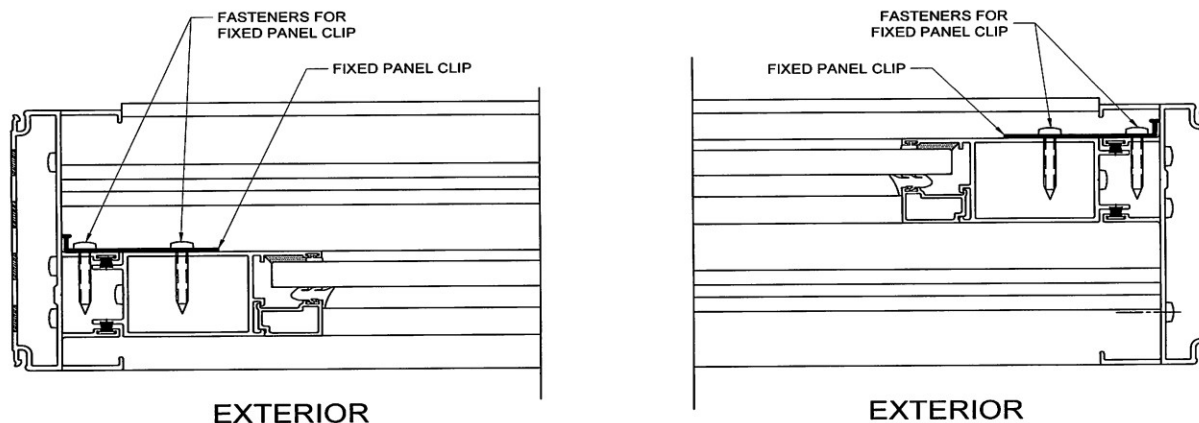 FASTENERS FOR
FIXED PANEL CLIP
FIXED PANEL CLIP
EXTERIOR
FASTENERS FOR
FIXED PANEL CLIP
FIXED PANEL CLIP
EXTERIOR